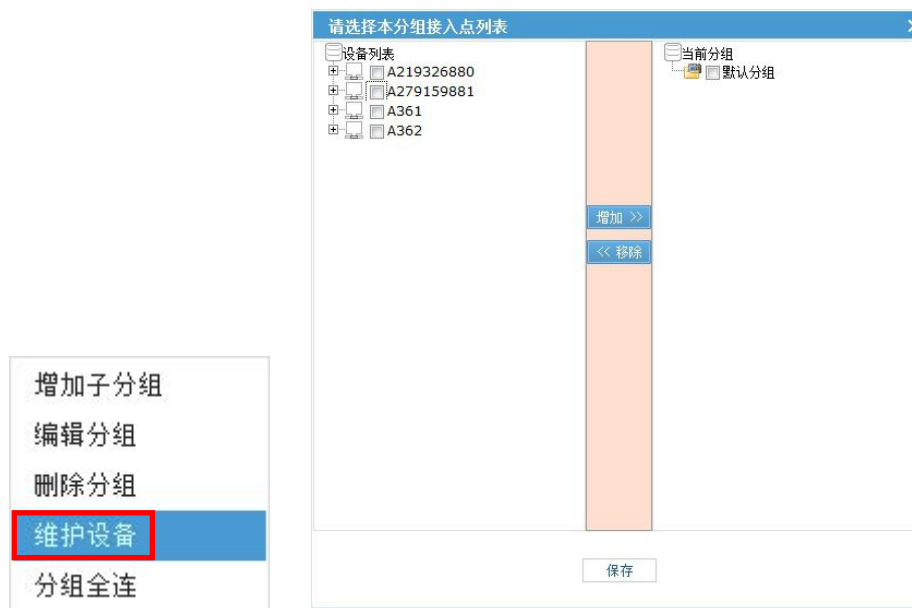 请选择本分组接入点列表
设备列表
A219326880
A279159881
A361
A362
增加 >>
<< 移除
当前分组
默认分组
保存
增加子分组
编辑分组
删除分组
维护设备
分组全连